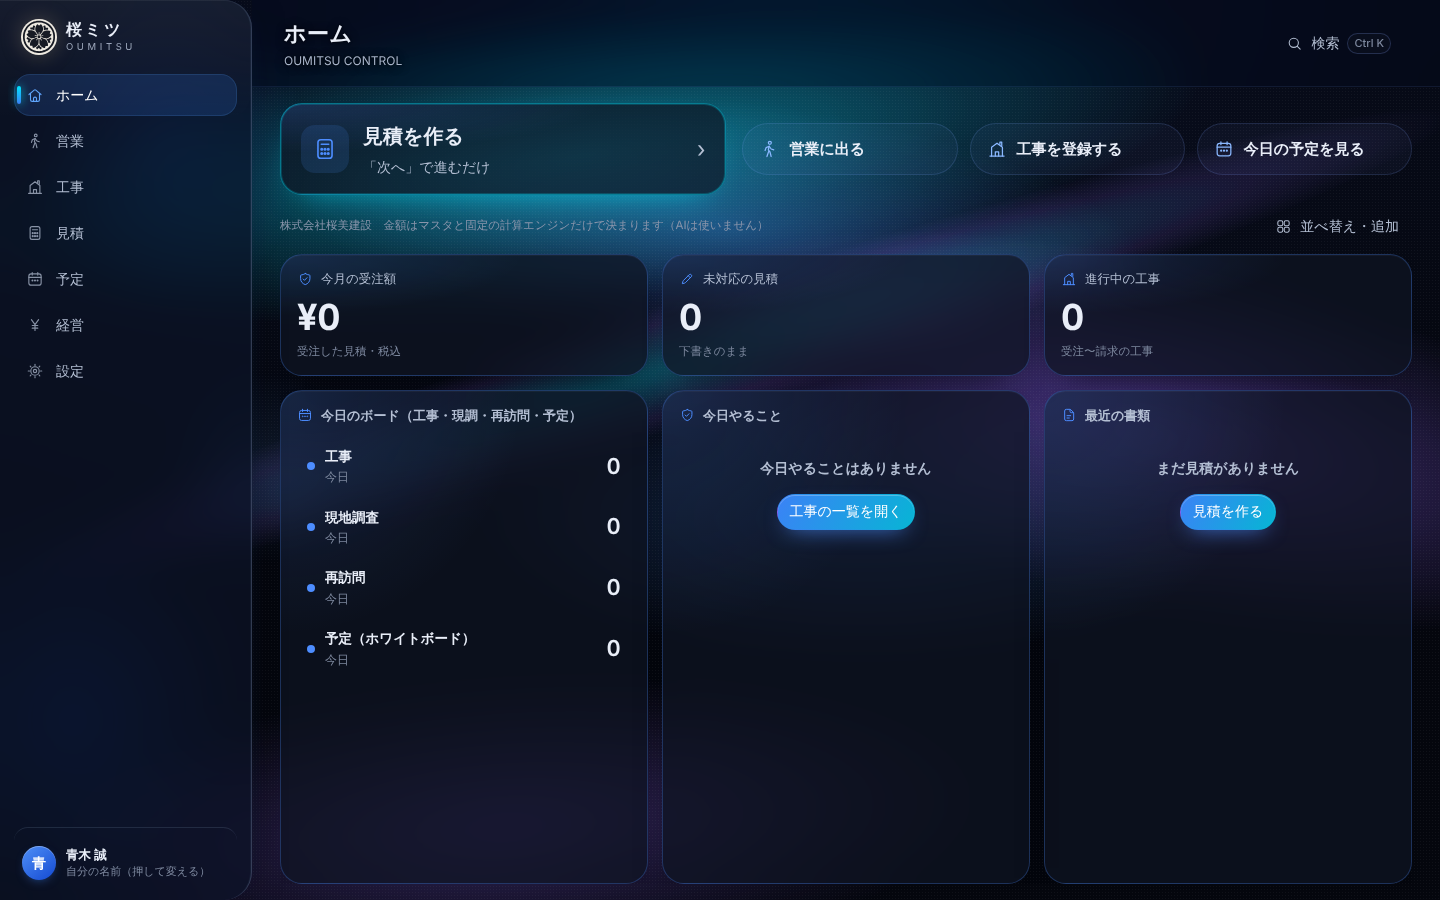 桜ミツ
OUMITSU
ホーム
営業
工事
見積
予定
経営
設定
青
青木 誠
自分の名前（押して変える）
ホーム
OUMITSU CONTROL
検索
Ctrl K
見積を作る
「次へ」で進むだけ
営業に出る
工事を登録する
今日の予定を見る
株式会社桜美建設　金額はマスタと固定の計算エンジンだけで決まります（AIは使いません）
並べ替え・追加
今月の受注額
¥0
受注した見積・税込
未対応の見積
0
下書きのまま
進行中の工事
0
受注〜請求の工事
今日のボード（工事・現調・再訪問・予定）
工事
今日
0
現地調査
今日
0
再訪問
今日
0
予定（ホワイトボード）
今日
0
今日やること
今日やることはありません
工事の一覧を開く
最近の書類
まだ見積がありません
見積を作る